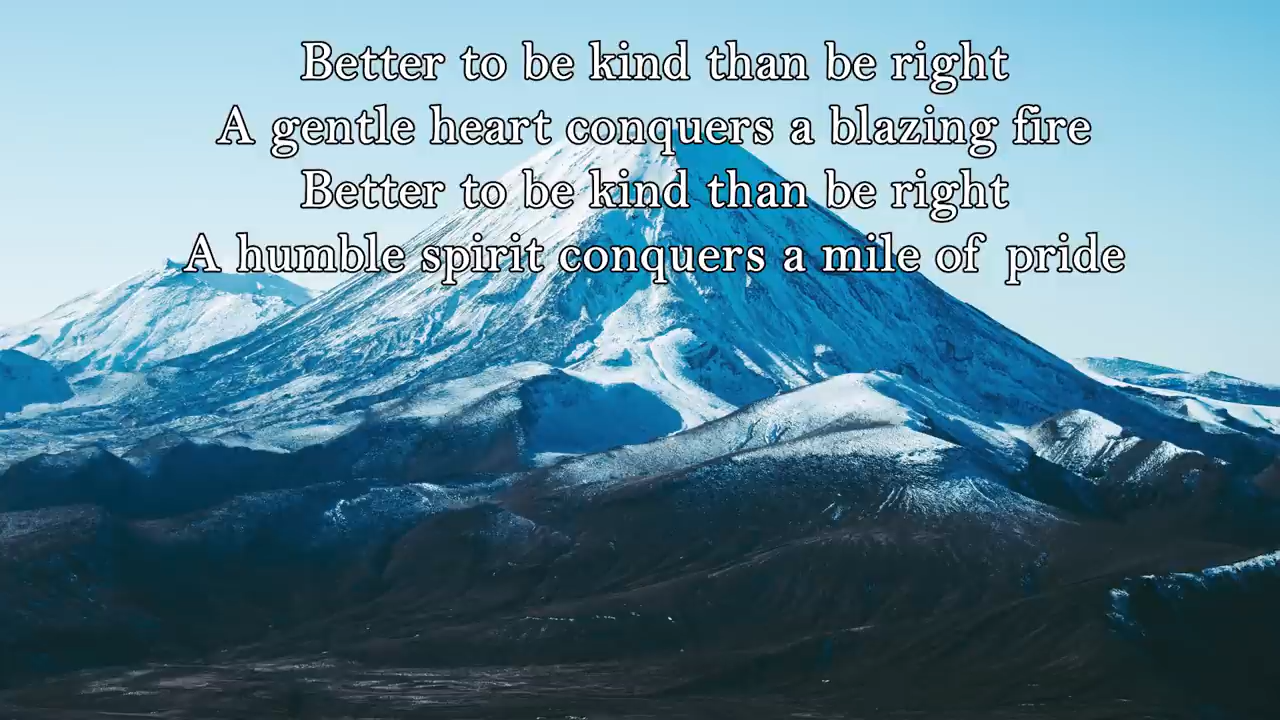 Better to be kind than be right
A gentle heart conquers a blazing fire
Better to be kind than be right
A humble spirit conquers a mile of pride